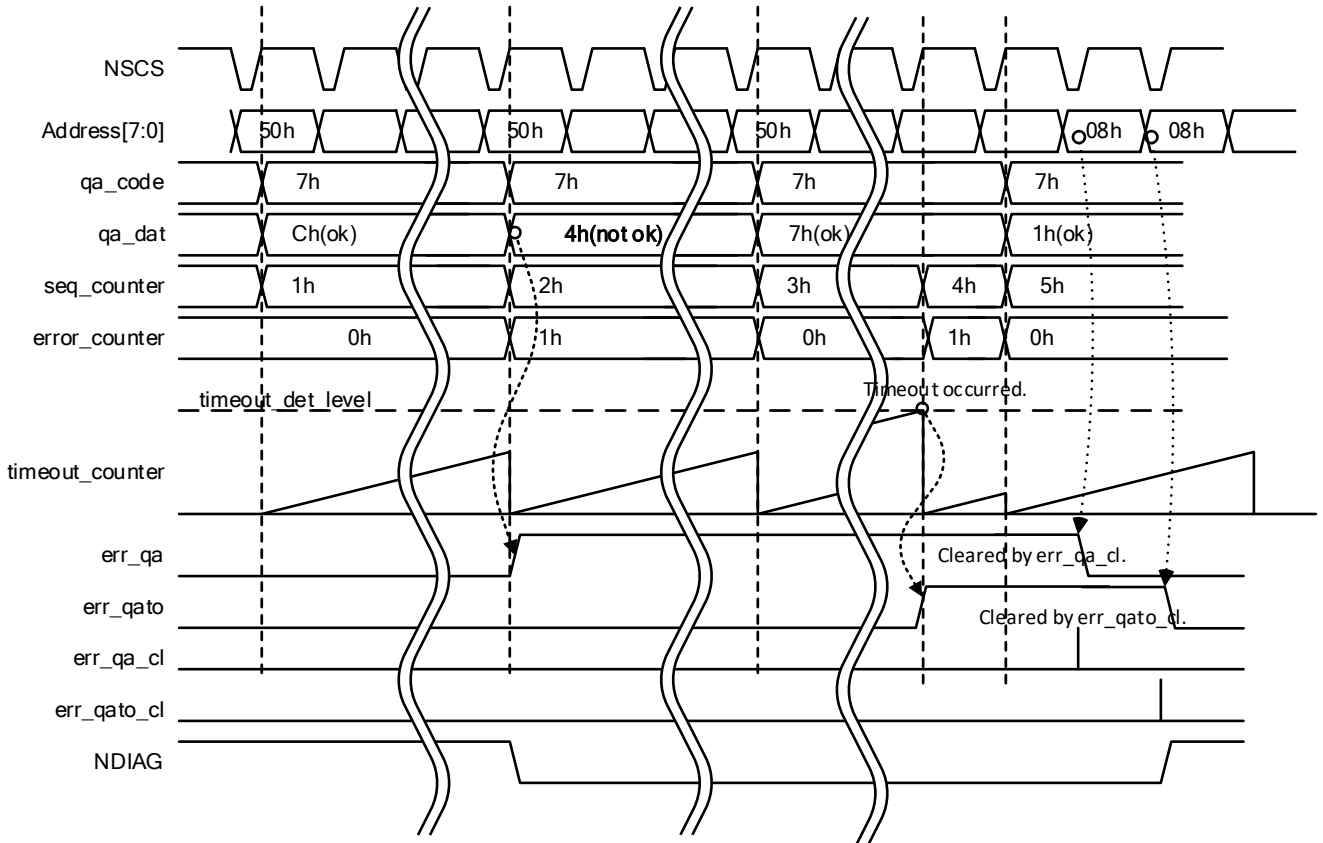 NSCS
Address[7:0] 50h 50h 50h 08h 08h
qa_code 7h 7h 7h 7h
qa_dat Ch(ok) 4h(not ok) 7h(ok) 1h(ok)
seq_counter 1h 2h 3h 4h 5h
error_counter 0h 1h 0h 1h 0h
timeout_det_level Timeout occurred.
timeout_counter
err_qa Cleared by err_qa_cl.
err_qato Cleared by err_qato_cl.
err_qa_cl
err_qato_cl
NDIAG